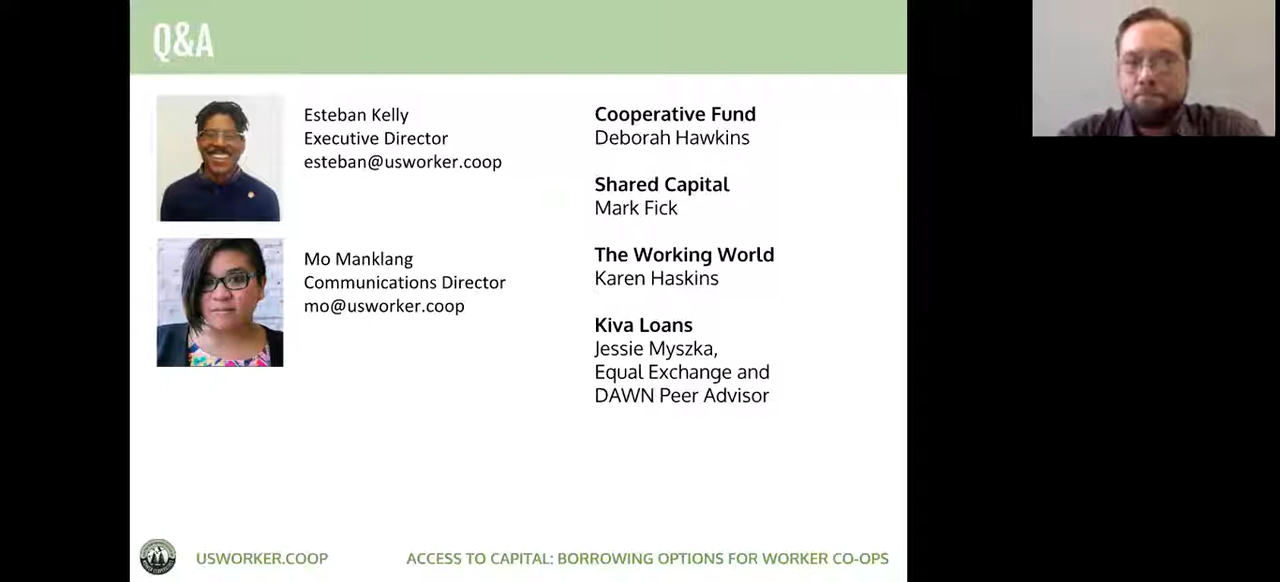 Q&A
Esteban Kelly
Executive Director
esteban@usworker.coop
Mo Manklang
Communications Director
mo@usworker.coop
Cooperative Fund
Deborah Hawkins
Shared Capital
Mark Fick
The Working World
Karen Haskins
Kiva Loans
Jessie Myszka,
Equal Exchange and
DAWN Peer Advisor
USWORKER.COOP
ACCESS TO CAPITAL: BORROWING OPTIONS FOR WORKER CO-OPS